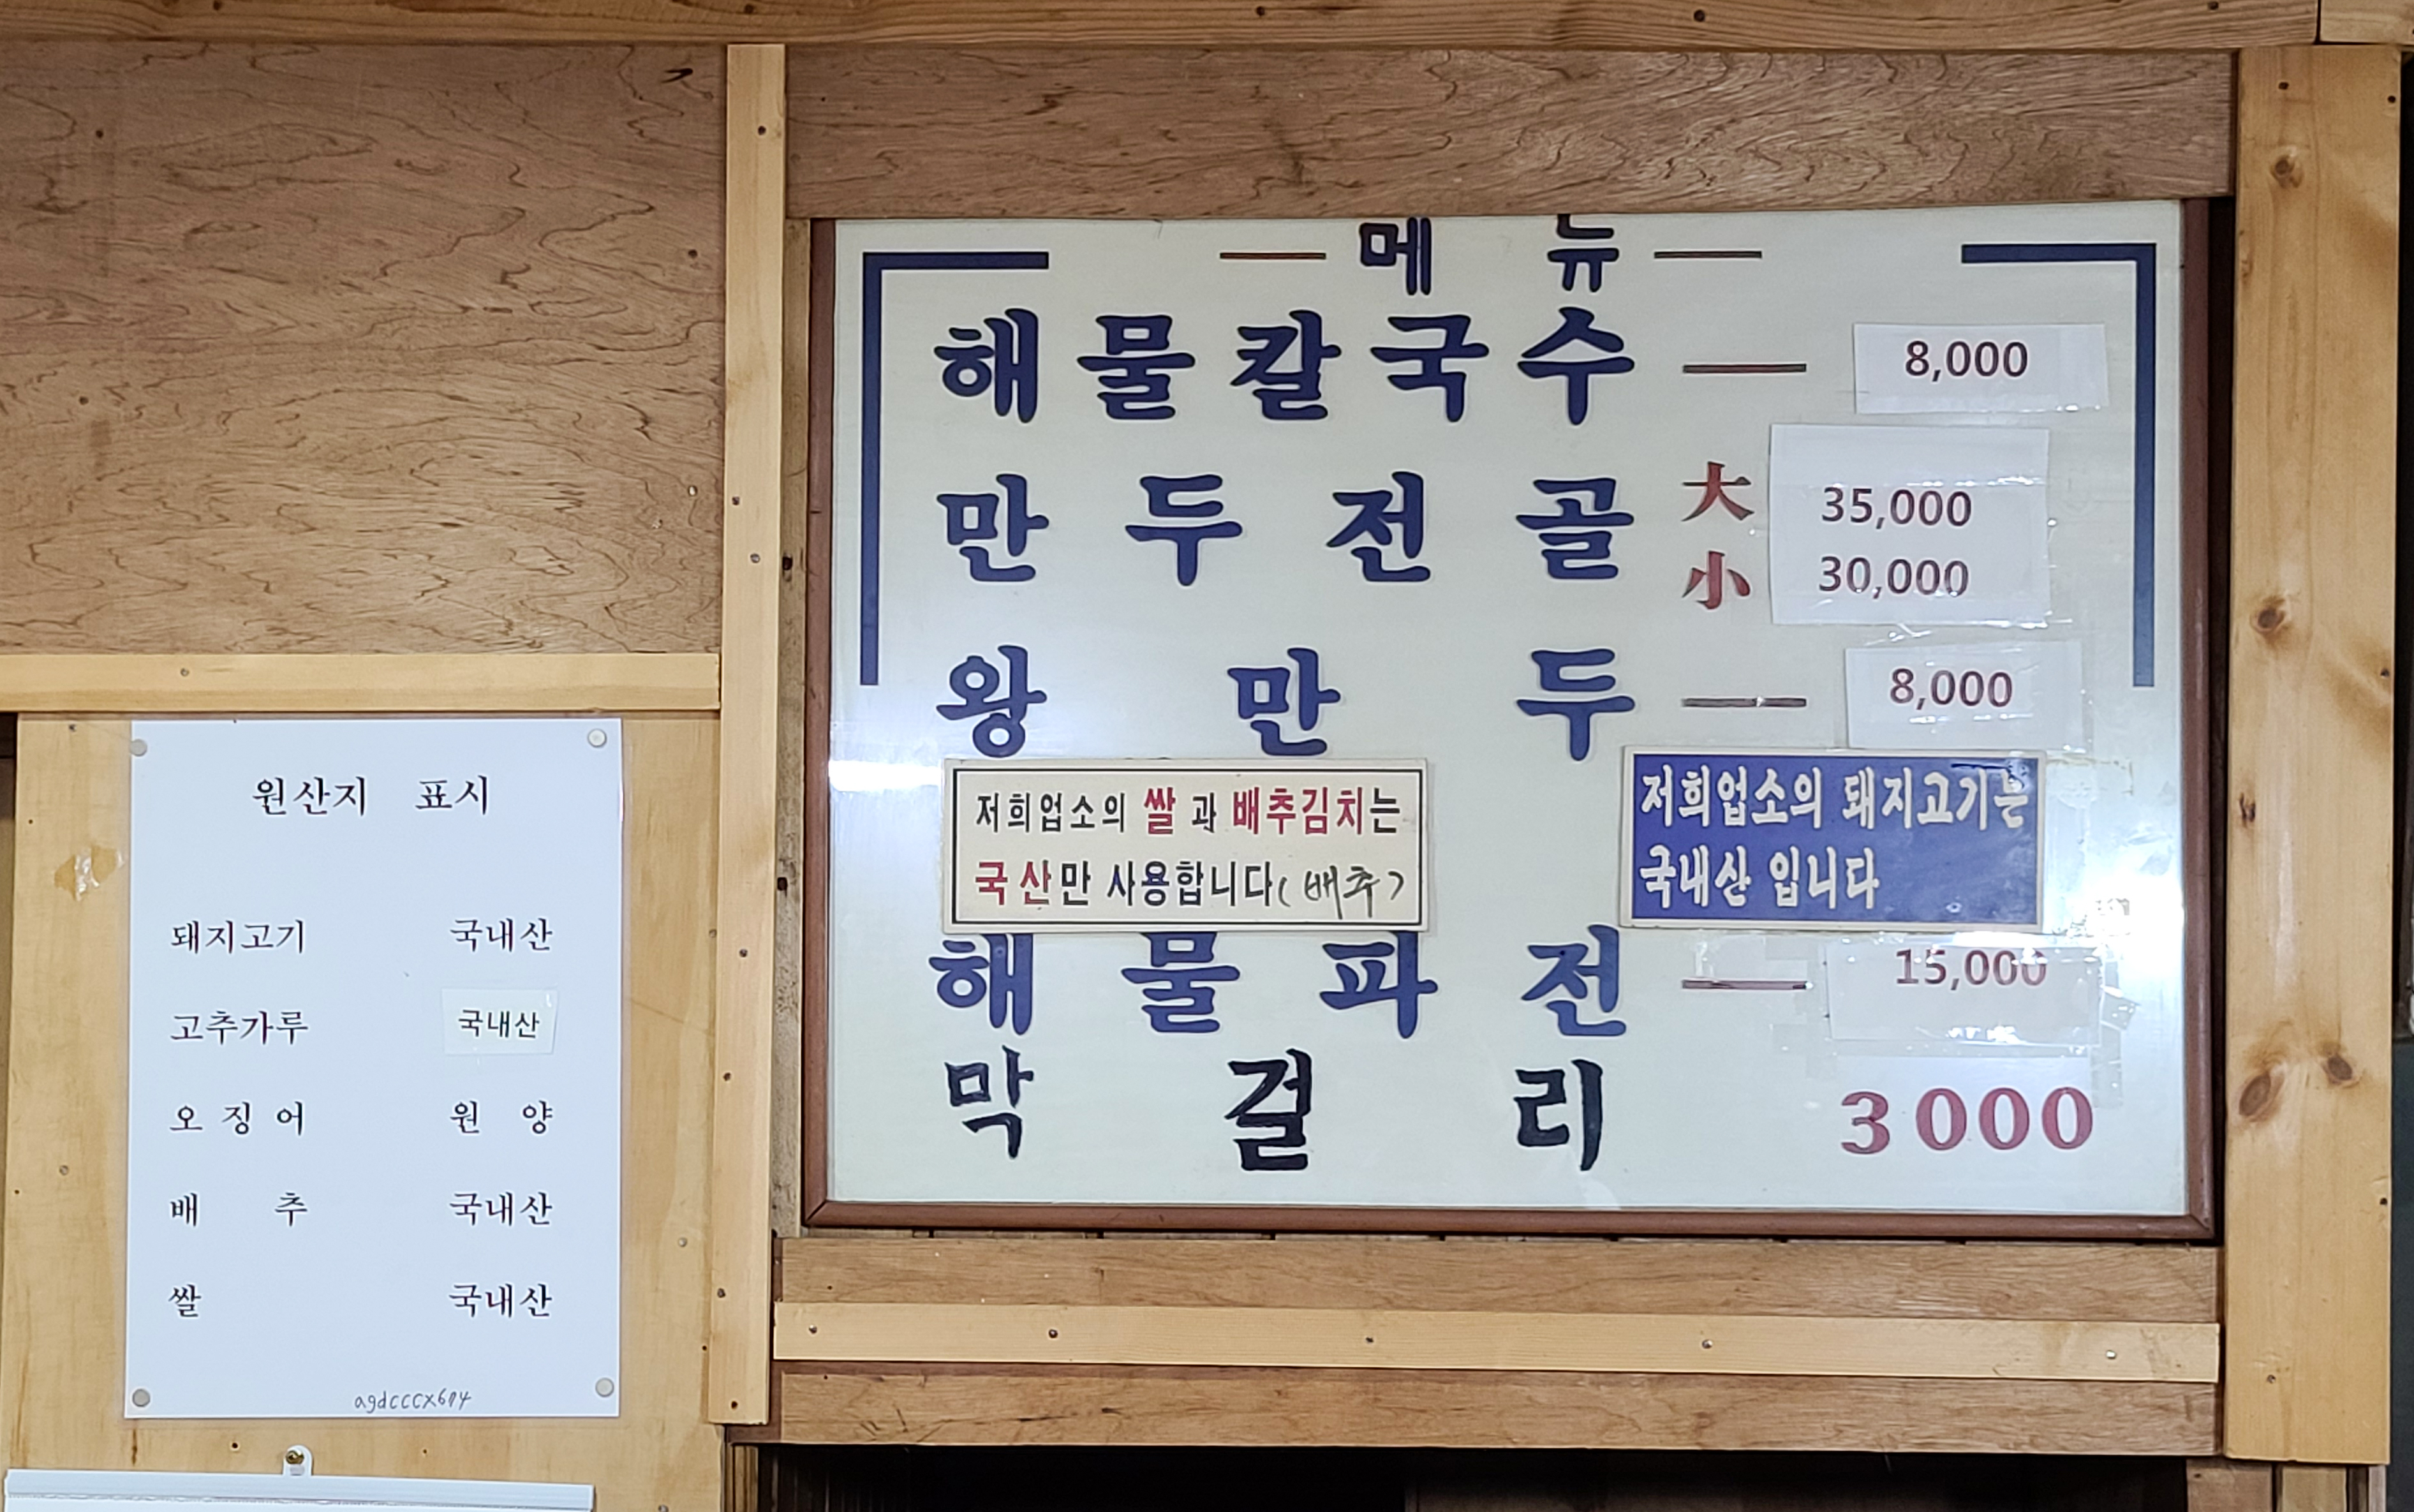 원산지 표시
돼지고기 국내산
고추가루 국내산
오징어 원양
배추 국내산
쌀 국내산
agdcccx674
메뉴
해물칼국수 8,000
만두전골 大 35,000
小 30,000
왕만두 8,000
저희업소의 쌀과 배추김치는
국산만 사용합니다(배추)
저희업소의 돼지고기는
국내산 입니다
해물파전 15,000
막걸리 3000